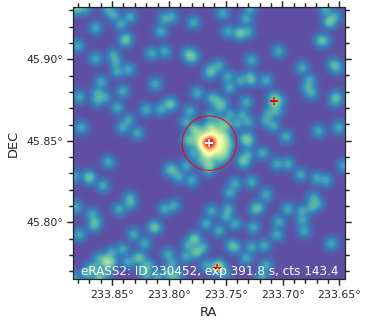 45.90°
45.85°
45.80°
DEC
eRASS2: ID 230452, exp 391.8 s, cts 143.4
233.85° 233.80° 233.75° 233.70° 233.65°
RA